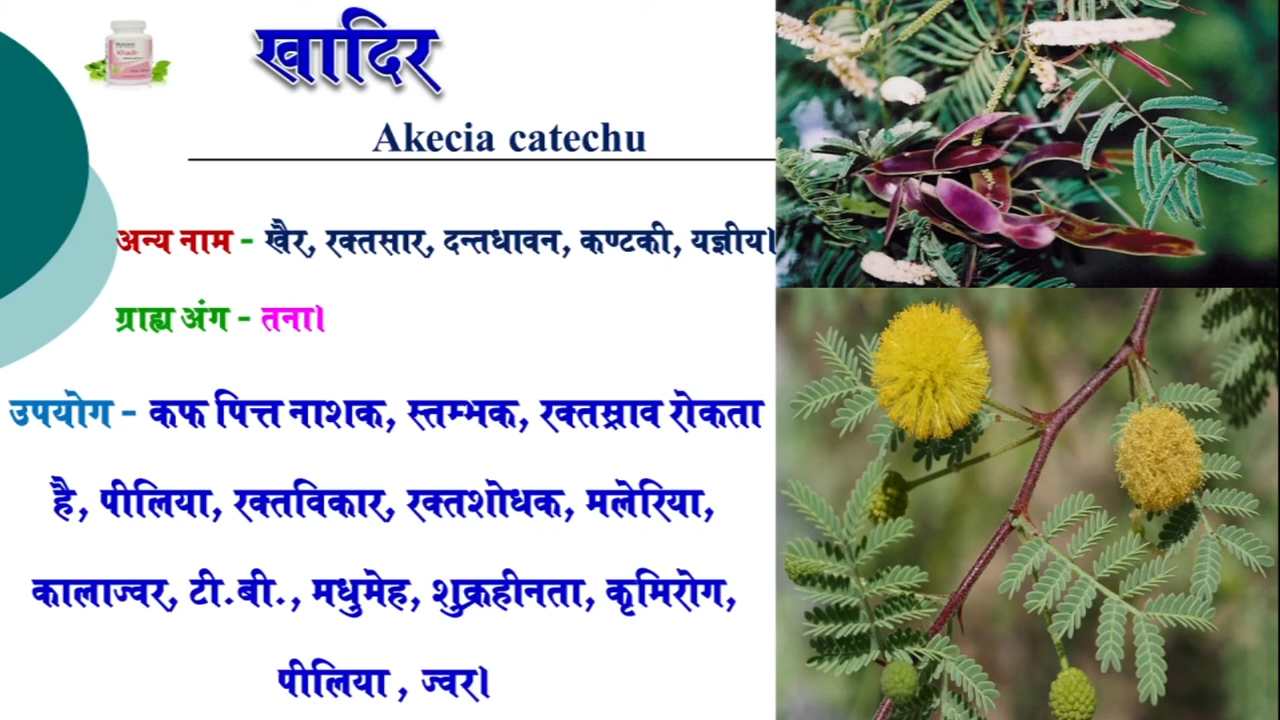 खादिर
Akecia catechu
अन्य नाम - खैर, रक्तसार, दन्तधावन, कण्टकी, यज्ञीय।
ग्राह्य अंग - तना।
उपयोग - कफ पित्त नाशक, स्तम्भक, रक्तस्राव रोकता
है, पीलिया, रक्तविकार, रक्तशोधक, मलेरिया,
कालाज्वर, टी.बी., मधुमेह, शुक्रहीनता, कृमिरोग,
पीलिया , ज्वर।